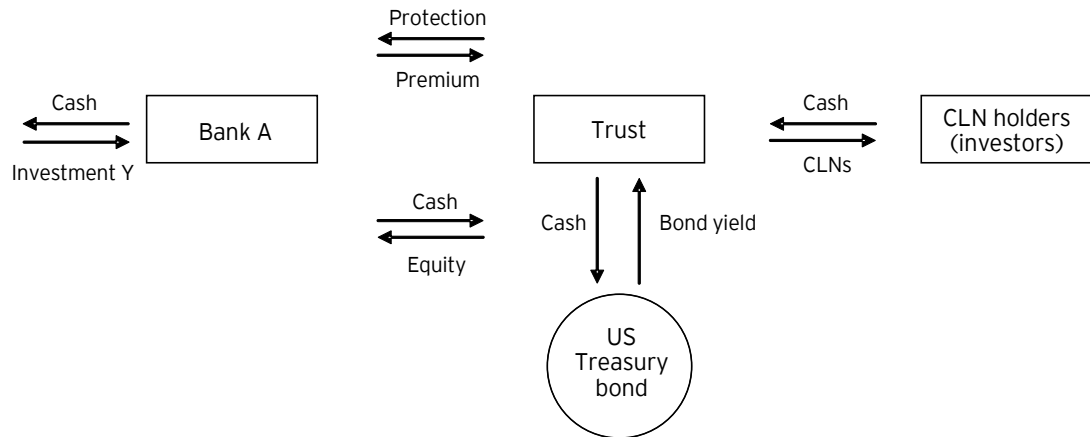 Protection
Premium
Cash
Bank A
Investment Y
Trust
Cash
CLNs
CLN holders
(investors)
Cash
Equity
Cash
Bond yield
US
Treasury
bond